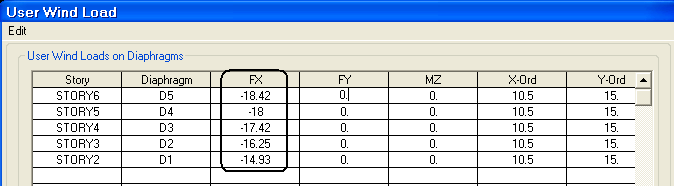 User Wind Load
Edit
User Wind Loads on Diaphragms
Story Diaphragm FX FY MZ X-Ord Y-Ord
STORY6 D5 -18.42 0. 0. 10.5 15.
STORY5 D4 -18 0. 0. 10.5 15.
STORY4 D3 -17.42 0. 0. 10.5 15.
STORY3 D2 -16.25 0. 0. 10.5 15.
STORY2 D1 -14.93 0. 0. 10.5 15.